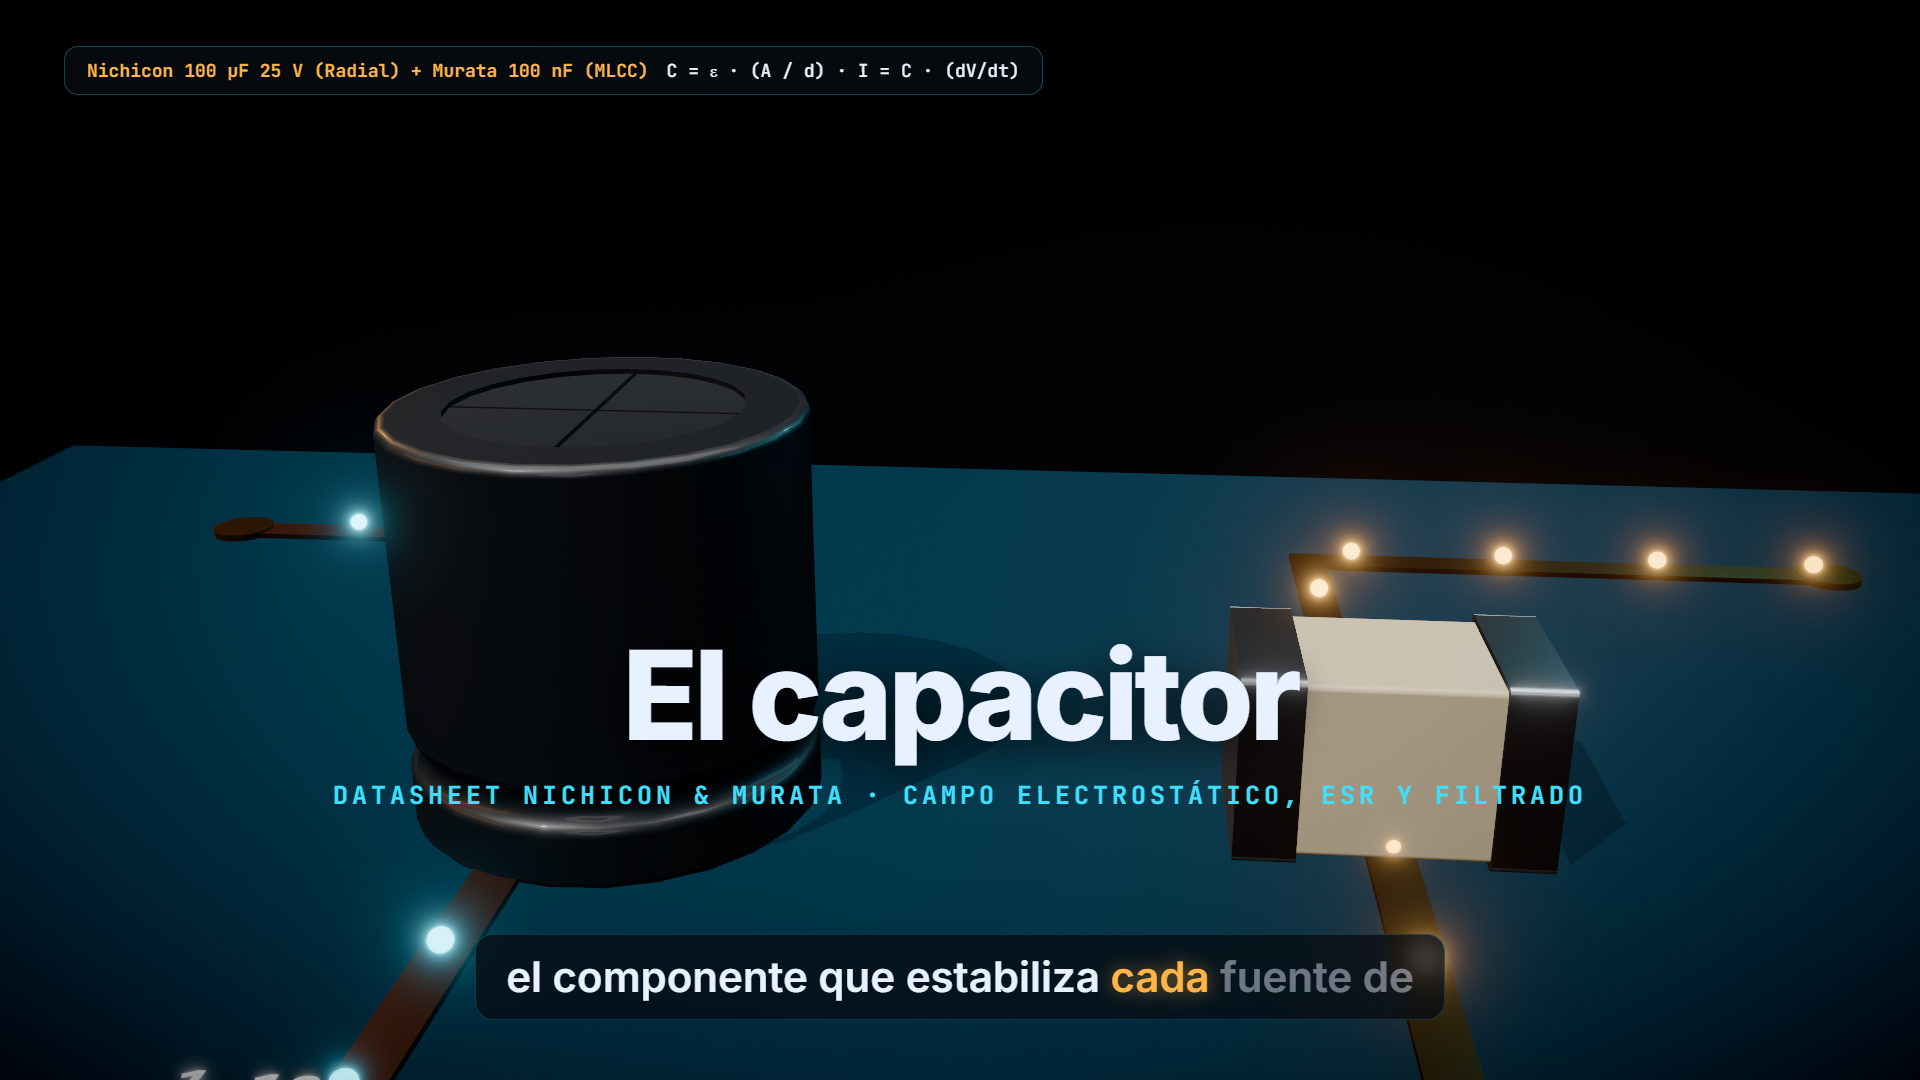 Nichicon 100 µF 25 V (Radial) + Murata 100 nF (MLCC) C = ε · (A / d) · I = C · (dV/dt)
El capacitor
DATASHEET NICHICON & MURATA · CAMPO ELECTROSTÁTICO, ESR Y FILTRADO
el componente que estabiliza cada fuente de